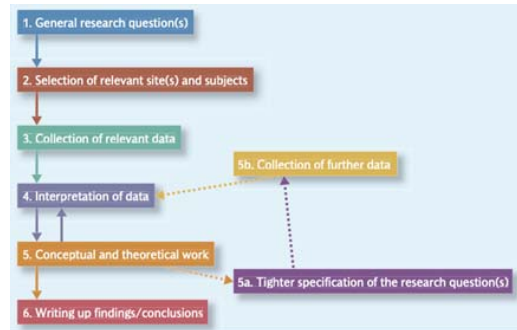 1. General research question(s)
2. Selection of relevant site(s) and subjects
3. Collection of relevant data
5b. Collection of further data
4. Interpretation of data
5. Conceptual and theoretical work
5a. Tighter specification of the research question(s)
6. Writing up findings/conclusions